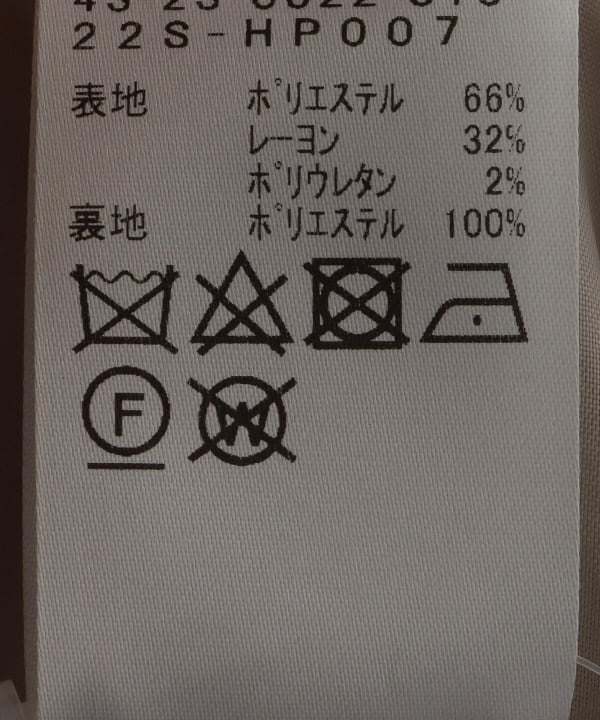 22S-HP007
表地 ポリエステル 66%
レーヨン 32%
ポリウレタン 2%
裏地 ポリエステル 100%
F W